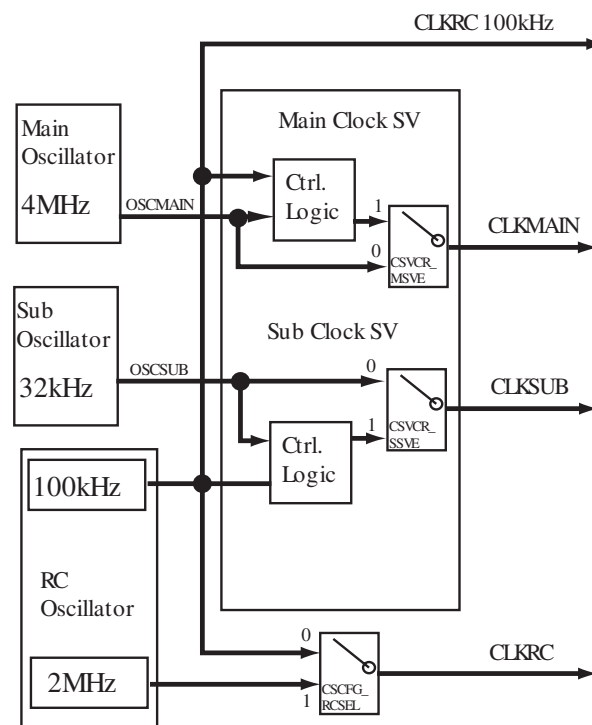 CLKRC 100kHz
Main Clock SV
Main
Oscillator
4MHz
OSCMAIN
Ctrl.
Logic
1
0
CSVCR_
MSVE
CLKMAIN
Sub Clock SV
Sub
Oscillator
32kHz
OSCSUB
0
1
CSVCR_
SSVE
CLKSUB
Ctrl.
Logic
100kHz
RC
Oscillator
2MHz
0
1
CSCFG_
RCSEL
CLKRC